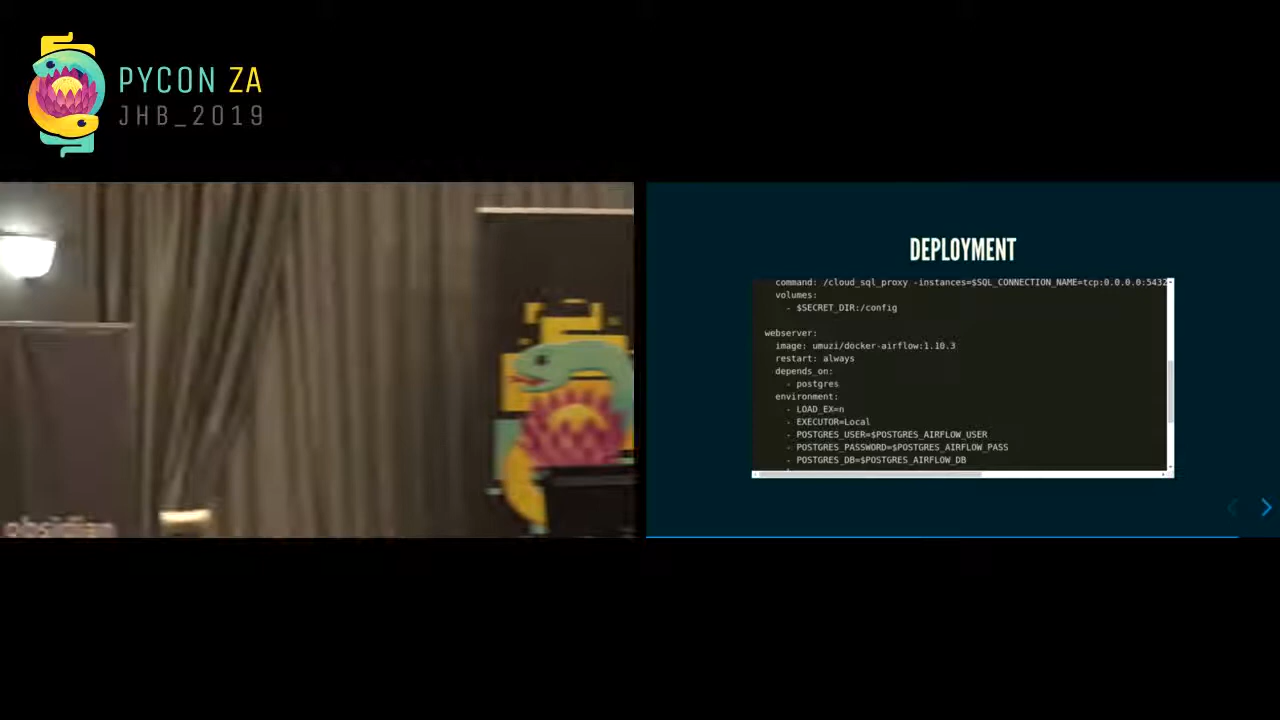 PYCON ZA
JHB_2019
obsidian
DEPLOYMENT
command: /cloud_sql_proxy -instances=$SQL_CONNECTION_NAME=tcp:0.0.0.0:5432
volumes:
- $SECRET_DIR:/config
webserver:
image: umuzi/docker-airflow:1.10.3
restart: always
depends_on:
- postgres
environment:
- LOAD_EX=n
- EXECUTOR=Local
- POSTGRES_USER=$POSTGRES_AIRFLOW_USER
- POSTGRES_PASSWORD=$POSTGRES_AIRFLOW_PASS
- POSTGRES_DB=$POSTGRES_AIRFLOW_DB